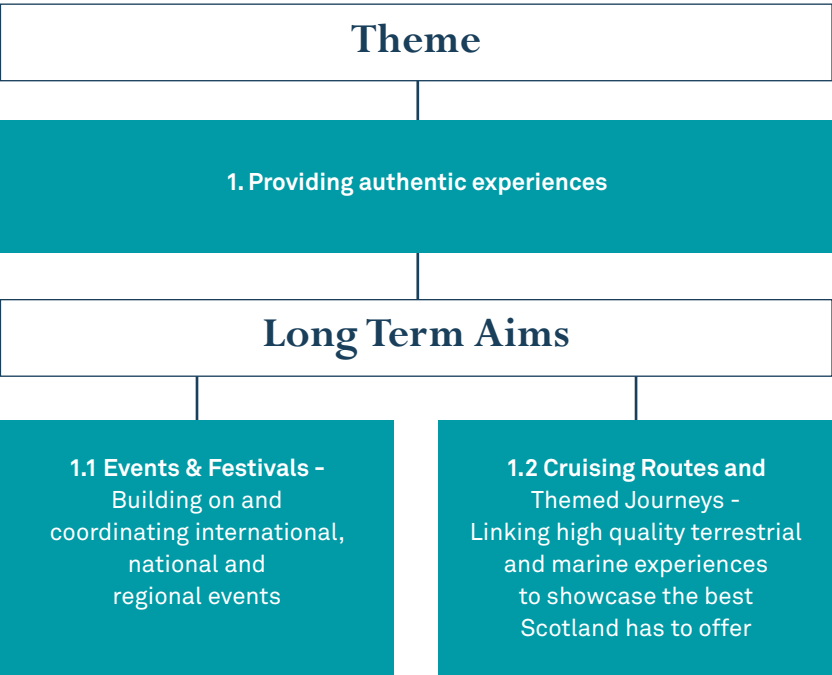 Theme
1. Providing authentic experiences
Long Term Aims
1.1 Events & Festivals -
Building on and
coordinating international,
national and
regional events
1.2 Cruising Routes and
Themed Journeys -
Linking high quality terrestrial
and marine experiences
to showcase the best
Scotland has to offer